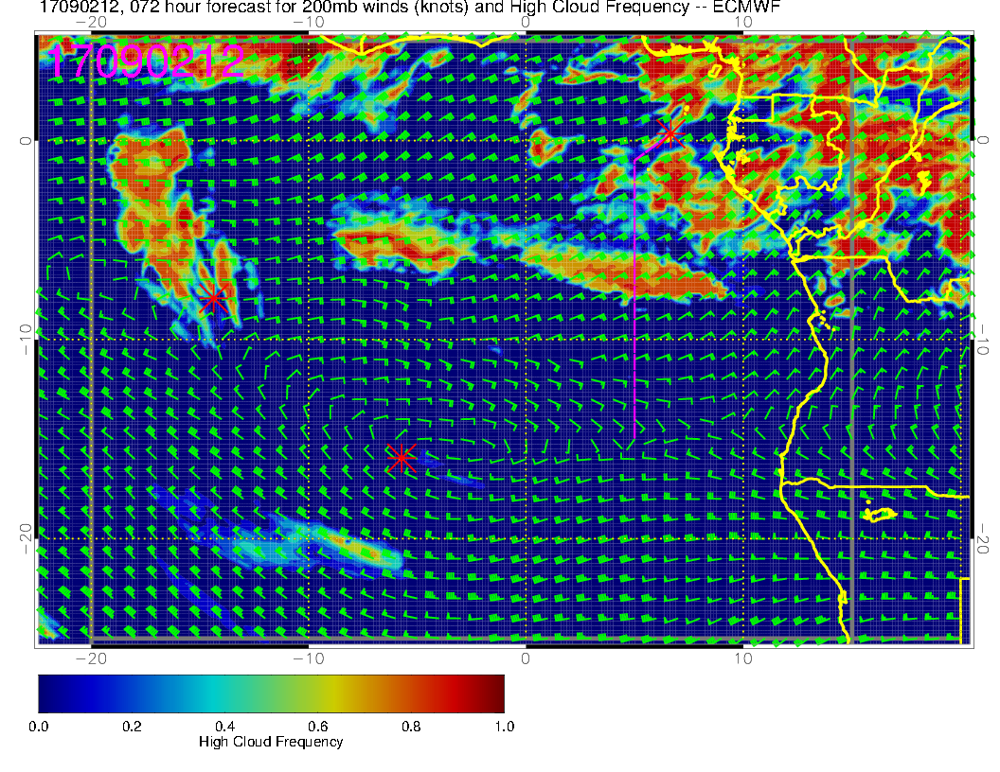 17090212, 072 hour forecast for 200mb winds (knots) and High Cloud Frequency -- ECMWF
−20 −10 0 10
17090212
0 0
−10 −10
−20 −20
−20 −10 0 10
0.0 0.2 0.4 0.6 0.8 1.0
High Cloud Frequency